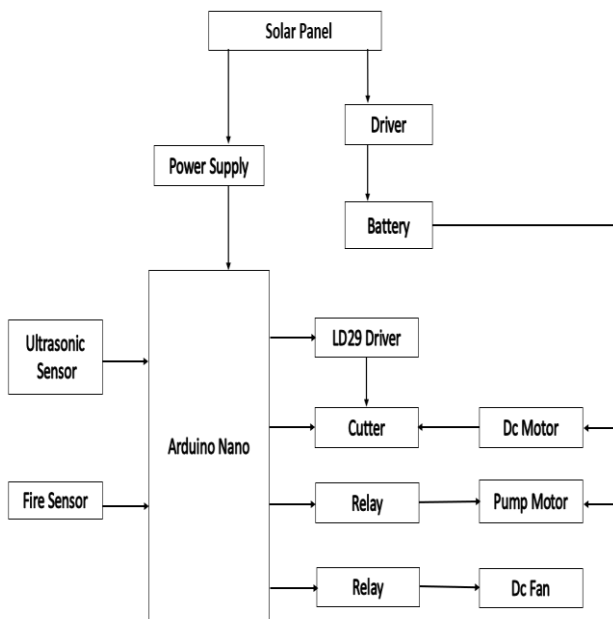 Solar Panel
Driver
Power Supply
Battery
Ultrasonic
Sensor
LD29 Driver
Arduino Nano
Cutter
Dc Motor
Fire Sensor
Relay
Pump Motor
Relay
Dc Fan